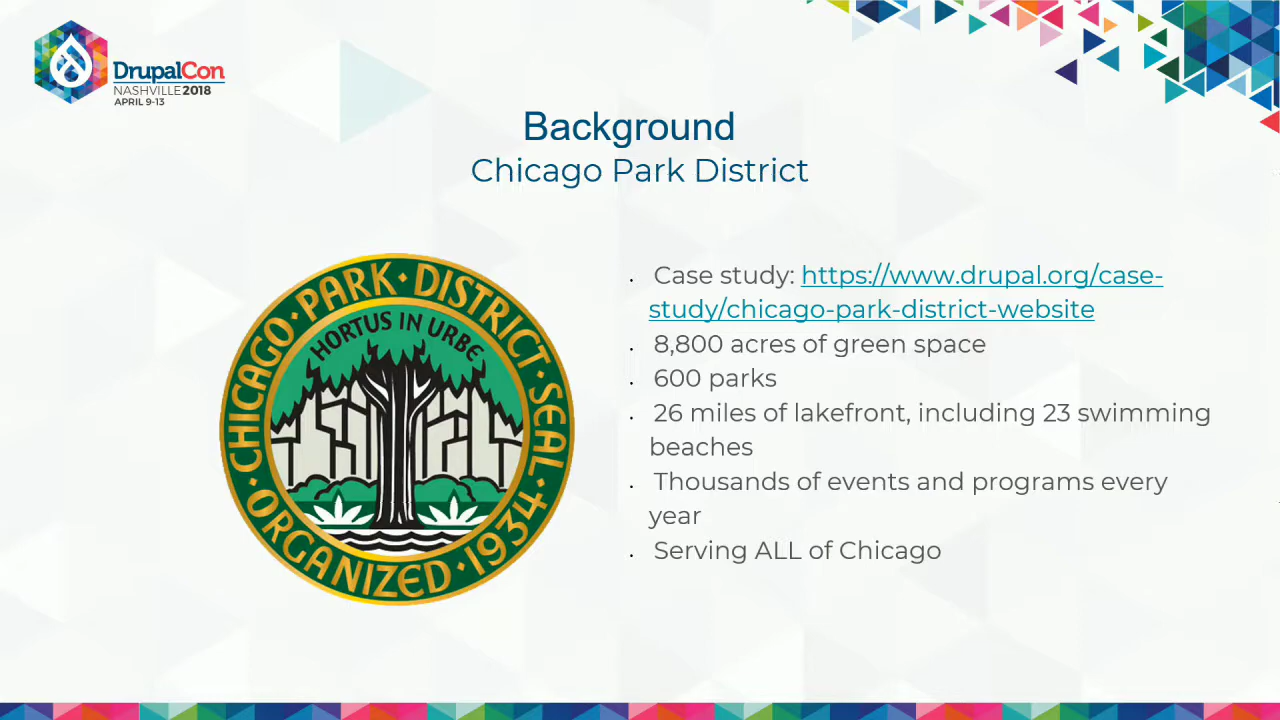 DrupalCon
NASHVILLE 2018
APRIL 9-13
Background
Chicago Park District
CHICAGO · PARK · DISTRICT · SEAL ·
HORTUS IN URBE
ORGANIZED · 1934
. Case study: https://www.drupal.org/case-
study/chicago-park-district-website
. 8,800 acres of green space
. 600 parks
. 26 miles of lakefront, including 23 swimming
beaches
. Thousands of events and programs every
year
. Serving ALL of Chicago